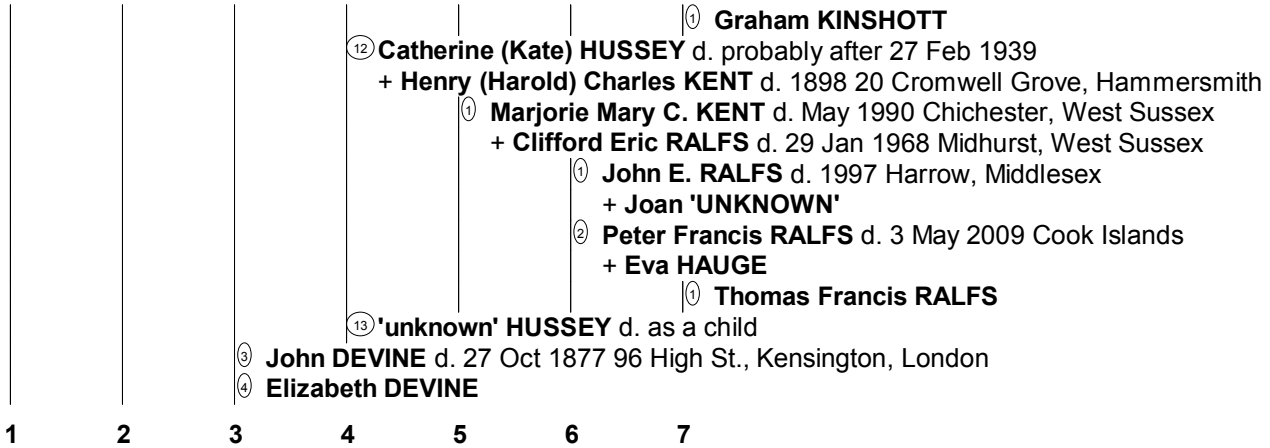 ① Graham KINSHOTT
⑫ Catherine (Kate) HUSSEY d. probably after 27 Feb 1939
+ Henry (Harold) Charles KENT d. 1898 20 Cromwell Grove, Hammersmith
① Marjorie Mary C. KENT d. May 1990 Chichester, West Sussex
+ Clifford Eric RALFS d. 29 Jan 1968 Midhurst, West Sussex
① John E. RALFS d. 1997 Harrow, Middlesex
+ Joan 'UNKNOWN'
② Peter Francis RALFS d. 3 May 2009 Cook Islands
+ Eva HAUGE
① Thomas Francis RALFS
⑬ 'unknown' HUSSEY d. as a child
③ John DEVINE d. 27 Oct 1877 96 High St., Kensington, London
④ Elizabeth DEVINE
1 2 3 4 5 6 7